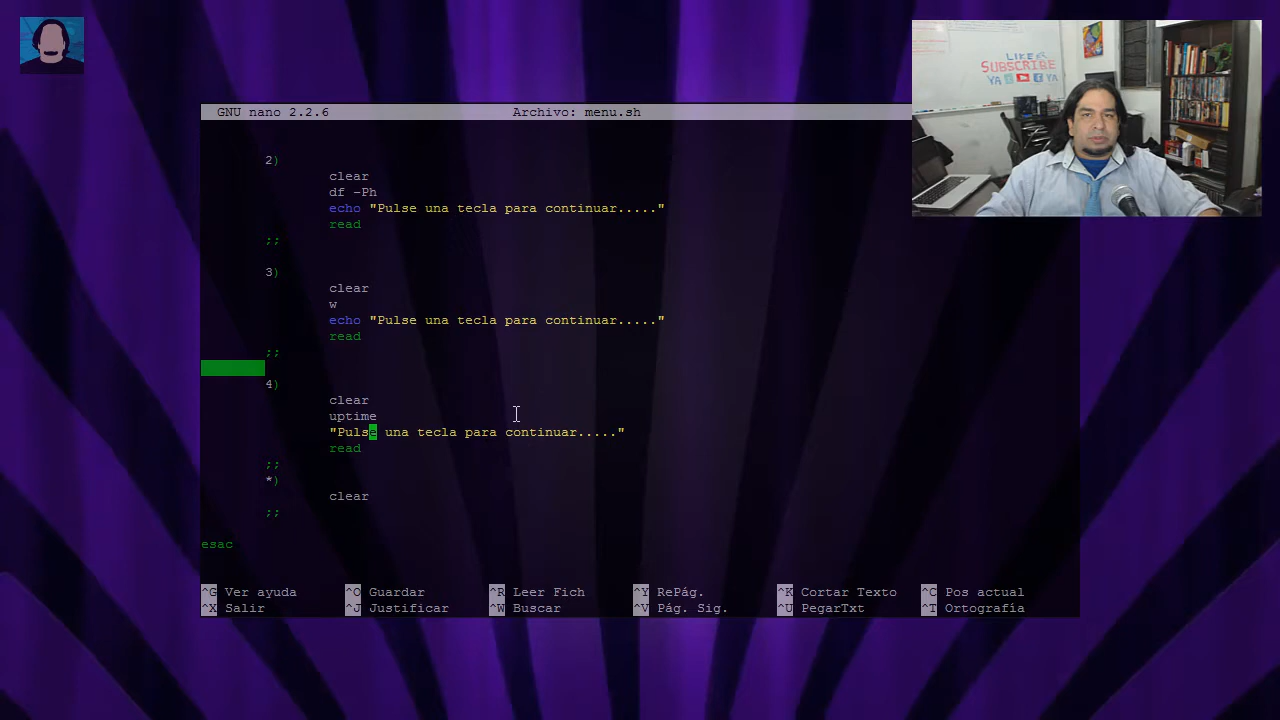 LIKE
SUBSCRIBE
YA YA
GNU nano 2.2.6 Archivo: menu.sh
2)
clear
df -Ph
echo "Pulse una tecla para continuar....."
read
;;
3)
clear
w
echo "Pulse una tecla para continuar....."
read
;;
4)
clear
uptime
"Pulse una tecla para continuar....."
read
;;
*)
clear
;;
esac
^G Ver ayuda ^O Guardar ^R Leer Fich ^Y RePág. ^K Cortar Texto ^C Pos actual
^X Salir ^J Justificar ^W Buscar ^V Pág. Sig. ^U PegarTxt ^T Ortografía